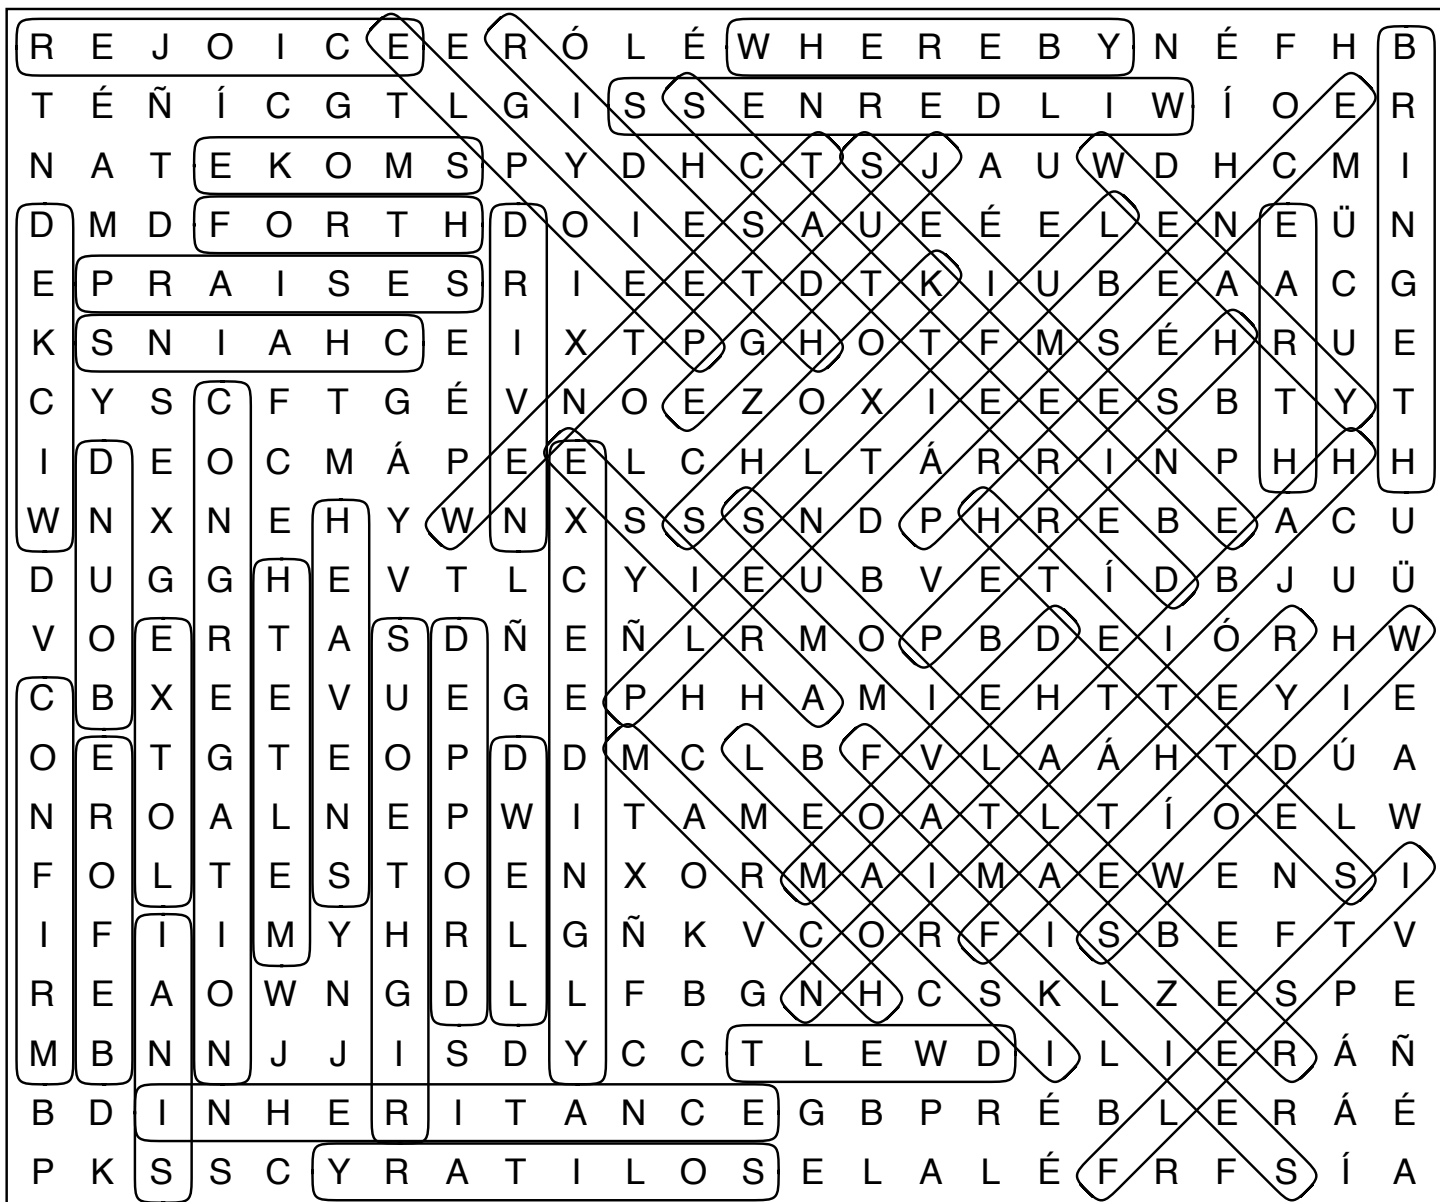 R E J O I C E E R Ó L É W H E R E B Y N É F H B
T É Ñ Í C G T L G I S S E N R E D L I W Í O E R
N A T E K O M S P Y D H C T S J A U W D H C M I
D M D F O R T H D O I E S A U E É E L E N E Ü N
E P R A I S E S R I E E T D T K I U B E A A C G
K S N I A H C E I X T P G H O T F M S É H R U E
C Y S C F T G É V N O E Z O X I E E E S B T Y T
I D E O C M Á P E E L C H L T Á R R I N P H H H
W N X N E H Y W N X S S S N D P H R E B E A C U
D U G G H E V T L C Y I E U B V E T Í D B J U Ü
V O E R T A S D Ñ E Ñ L R M O P B D E I Ó R H W
C B X E E V U E G E P H H A M I E H T T E Y I E
O E T G T E O P D D M C L B F V L A Á H T D Ú A
N R O A L N E P W I T A M E O A T L T Í O E L W
F O L T E S T O E N X O R M A I M A E W E N S I
I F I I M Y H R L G Ñ K V C O R F I S B E F T V
R E A O W N G D L L F B G N H C S K L Z E S P E
M B N N J J I S D Y C C T L E W D I L I E R Á Ñ
B D I N H E R I T A N C E G B P R É B L E R Á É
P K S S C Y R A T I L O S E L A L É F R F S Í A